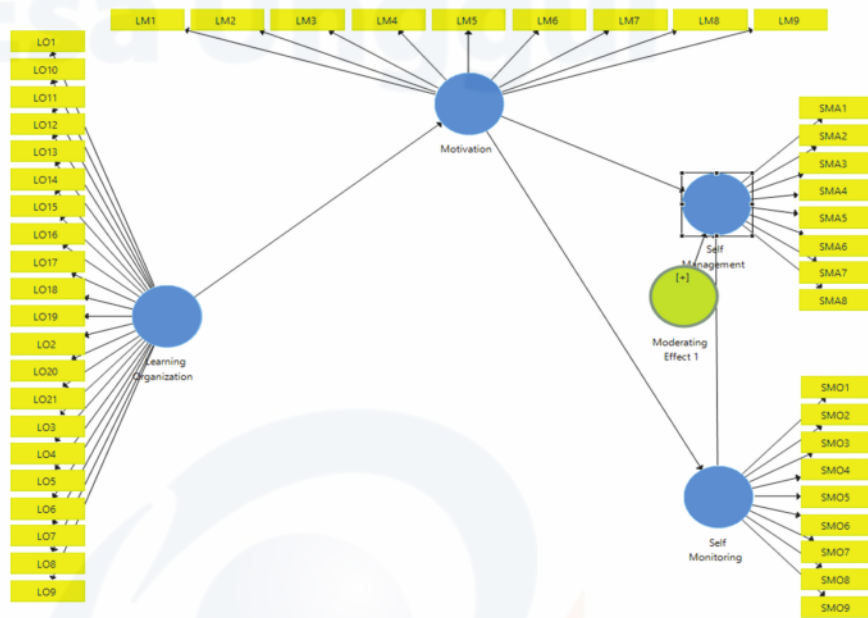 Esa Unggul
LM1
LM2
LM3
LM4
LM5
LM6
LM7
LM8
LM9
LO1
LO10
LO11
LO12
LO13
LO14
LO15
LO16
LO17
LO18
LO19
LO2
LO20
LO21
LO3
LO4
LO5
LO6
LO7
LO8
LO9
Motivation
Learning
Organization
SMA1
SMA2
SMA3
SMA4
SMA5
SMA6
SMA7
SMA8
Self
Management
[+]
Moderating
Effect 1
SMO1
SMO2
SMO3
SMO4
SMO5
SMO6
SMO7
SMO8
SMO9
Self
Monitoring